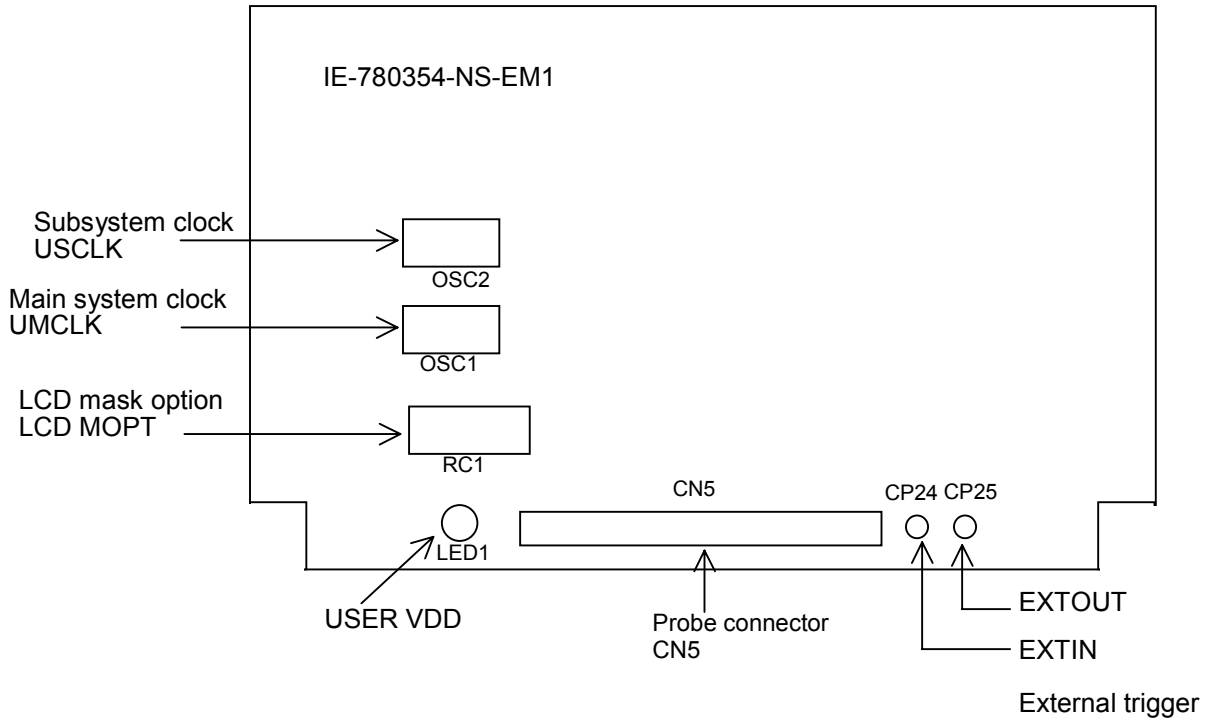 IE-780354-NS-EM1
Subsystem clock
USCLK
OSC2
Main system clock
UMCLK
OSC1
LCD mask option
LCD MOPT
RC1
CN5
CP24 CP25
LED1
USER VDD
Probe connector
CN5
EXTOUT
EXTIN
External trigger